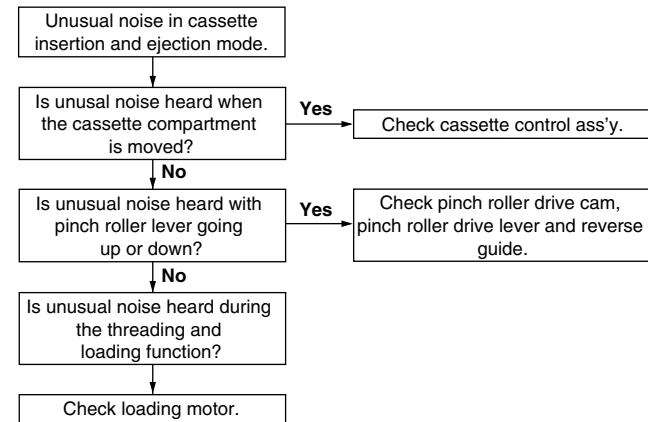 Unusual noise in cassette
insertion and ejection mode.
Is unusal noise heard when
the cassette compartment
is moved?
Yes
Check cassette control ass'y.
No
Is unusual noise heard with
pinch roller lever going
up or down?
Yes
Check pinch roller drive cam,
pinch roller drive lever and reverse
guide.
No
Is unusual noise heard during
the threading and
loading function?
Check loading motor.